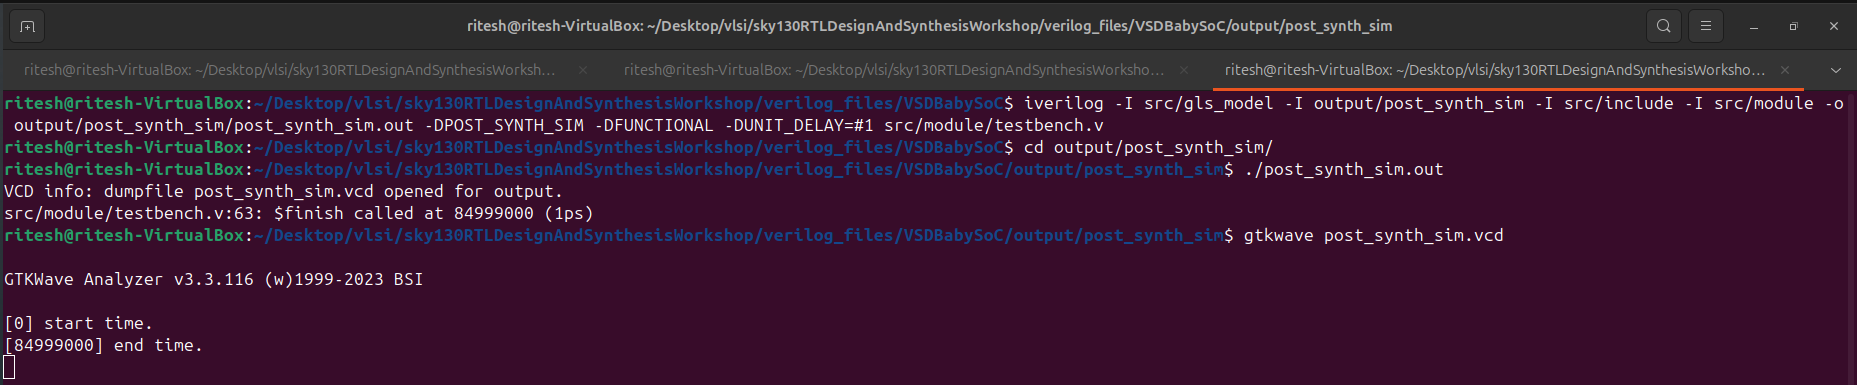 ritesh@ritesh-VirtualBox: ~/Desktop/vlsi/sky130RTLDesignAndSynthesisWorkshop/verilog_files/VSDBabySoC/output/post_synth_sim
ritesh@ritesh-VirtualBox: ~/Desktop/vlsi/sky130RTLDesignAndSynthesisWorksh... ritesh@ritesh-VirtualBox: ~/Desktop/vlsi/sky130RTLDesignAndSynthesisWorksho... ritesh@ritesh-VirtualBox: ~/Desktop/vlsi/sky130RTLDesignAndSynthesisWorksho...
ritesh@ritesh-VirtualBox:~/Desktop/vlsi/sky130RTLDesignAndSynthesisWorkshop/verilog_files/VSDBabySoC$ iverilog -I src/gls_model -I output/post_synth_sim -I src/include -I src/module -o
output/post_synth_sim/post_synth_sim.out -DPOST_SYNTH_SIM -DFUNCTIONAL -DUNIT_DELAY=#1 src/module/testbench.v
ritesh@ritesh-VirtualBox:~/Desktop/vlsi/sky130RTLDesignAndSynthesisWorkshop/verilog_files/VSDBabySoC$ cd output/post_synth_sim/
ritesh@ritesh-VirtualBox:~/Desktop/vlsi/sky130RTLDesignAndSynthesisWorkshop/verilog_files/VSDBabySoC/output/post_synth_sim$ ./post_synth_sim.out
VCD info: dumpfile post_synth_sim.vcd opened for output.
src/module/testbench.v:63: $finish called at 84999000 (1ps)
ritesh@ritesh-VirtualBox:~/Desktop/vlsi/sky130RTLDesignAndSynthesisWorkshop/verilog_files/VSDBabySoC/output/post_synth_sim$ gtkwave post_synth_sim.vcd
GTKWave Analyzer v3.3.116 (w)1999-2023 BSI
[0] start time.
[84999000] end time.